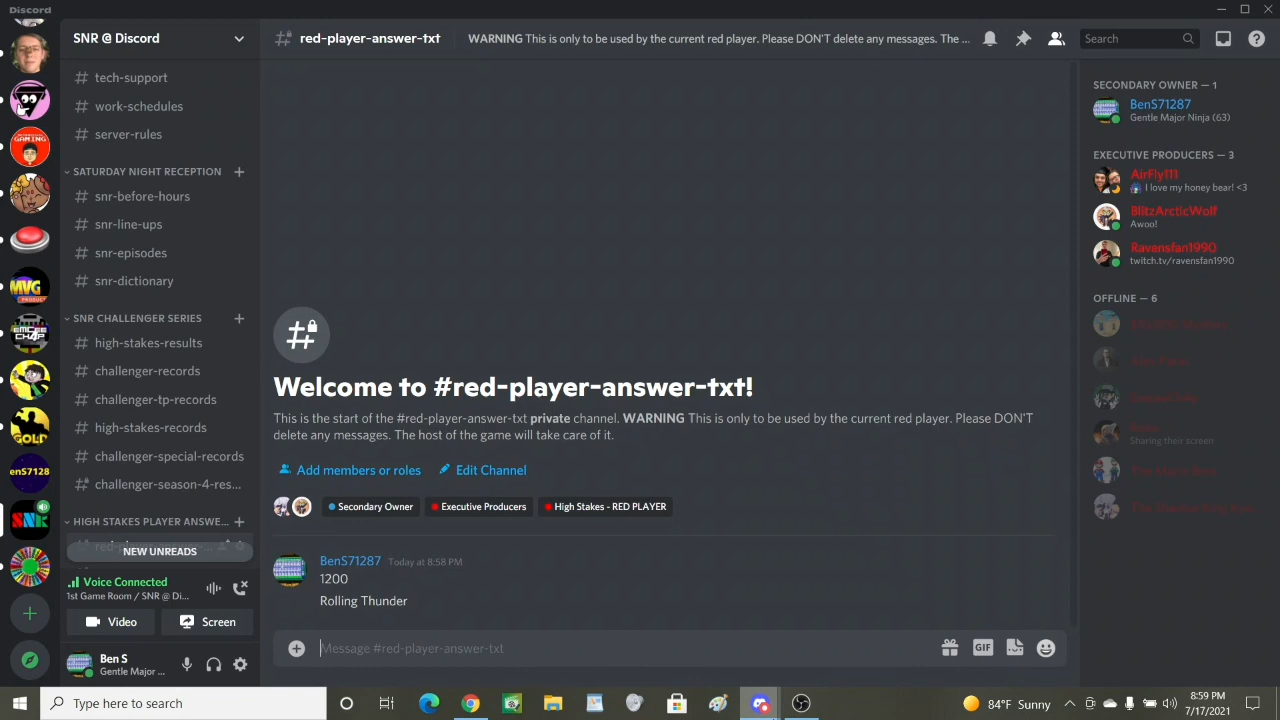 Discord
SNR @ Discord
tech-support
work-schedules
server-rules
SATURDAY NIGHT RECEPTION
snr-before-hours
snr-line-ups
snr-episodes
snr-dictionary
SNR CHALLENGER SERIES
high-stakes-results
challenger-records
challenger-tp-records
high-stakes-records
challenger-special-records
challenger-season-4-res...
HIGH STAKES PLAYER ANSWE...
NEW UNREADS
Voice Connected
1st Game Room / SNR @ Di...
Video
Screen
Ben S
Gentle Major ...
GAMING
MVG
GOLD
enS7128
SNR
red-player-answer-txt
WARNING This is only to be used by the current red player. Please DON'T delete any messages. The ...
Search
Welcome to #red-player-answer-txt!
This is the start of the #red-player-answer-txt private channel. WARNING This is only to be used by the current red player. Please DON'T
delete any messages. The host of the game will take care of it.
Add members or roles
Edit Channel
Secondary Owner
Executive Producers
High Stakes - RED PLAYER
BenS71287 Today at 8:58 PM
1200
Rolling Thunder
Message #red-player-answer-txt
GIF
SECONDARY OWNER — 1
BenS71287
Gentle Major Ninja (63)
EXECUTIVE PRODUCERS — 3
AirFly111
I love my honey bear! <3
BlitzArcticWolf
Awoo!
Ravensfan1990
twitch.tv/ravensfan1990
OFFLINE — 6
Sharing their screen
Type here to search
84°F Sunny
8:59 PM
7/17/2021